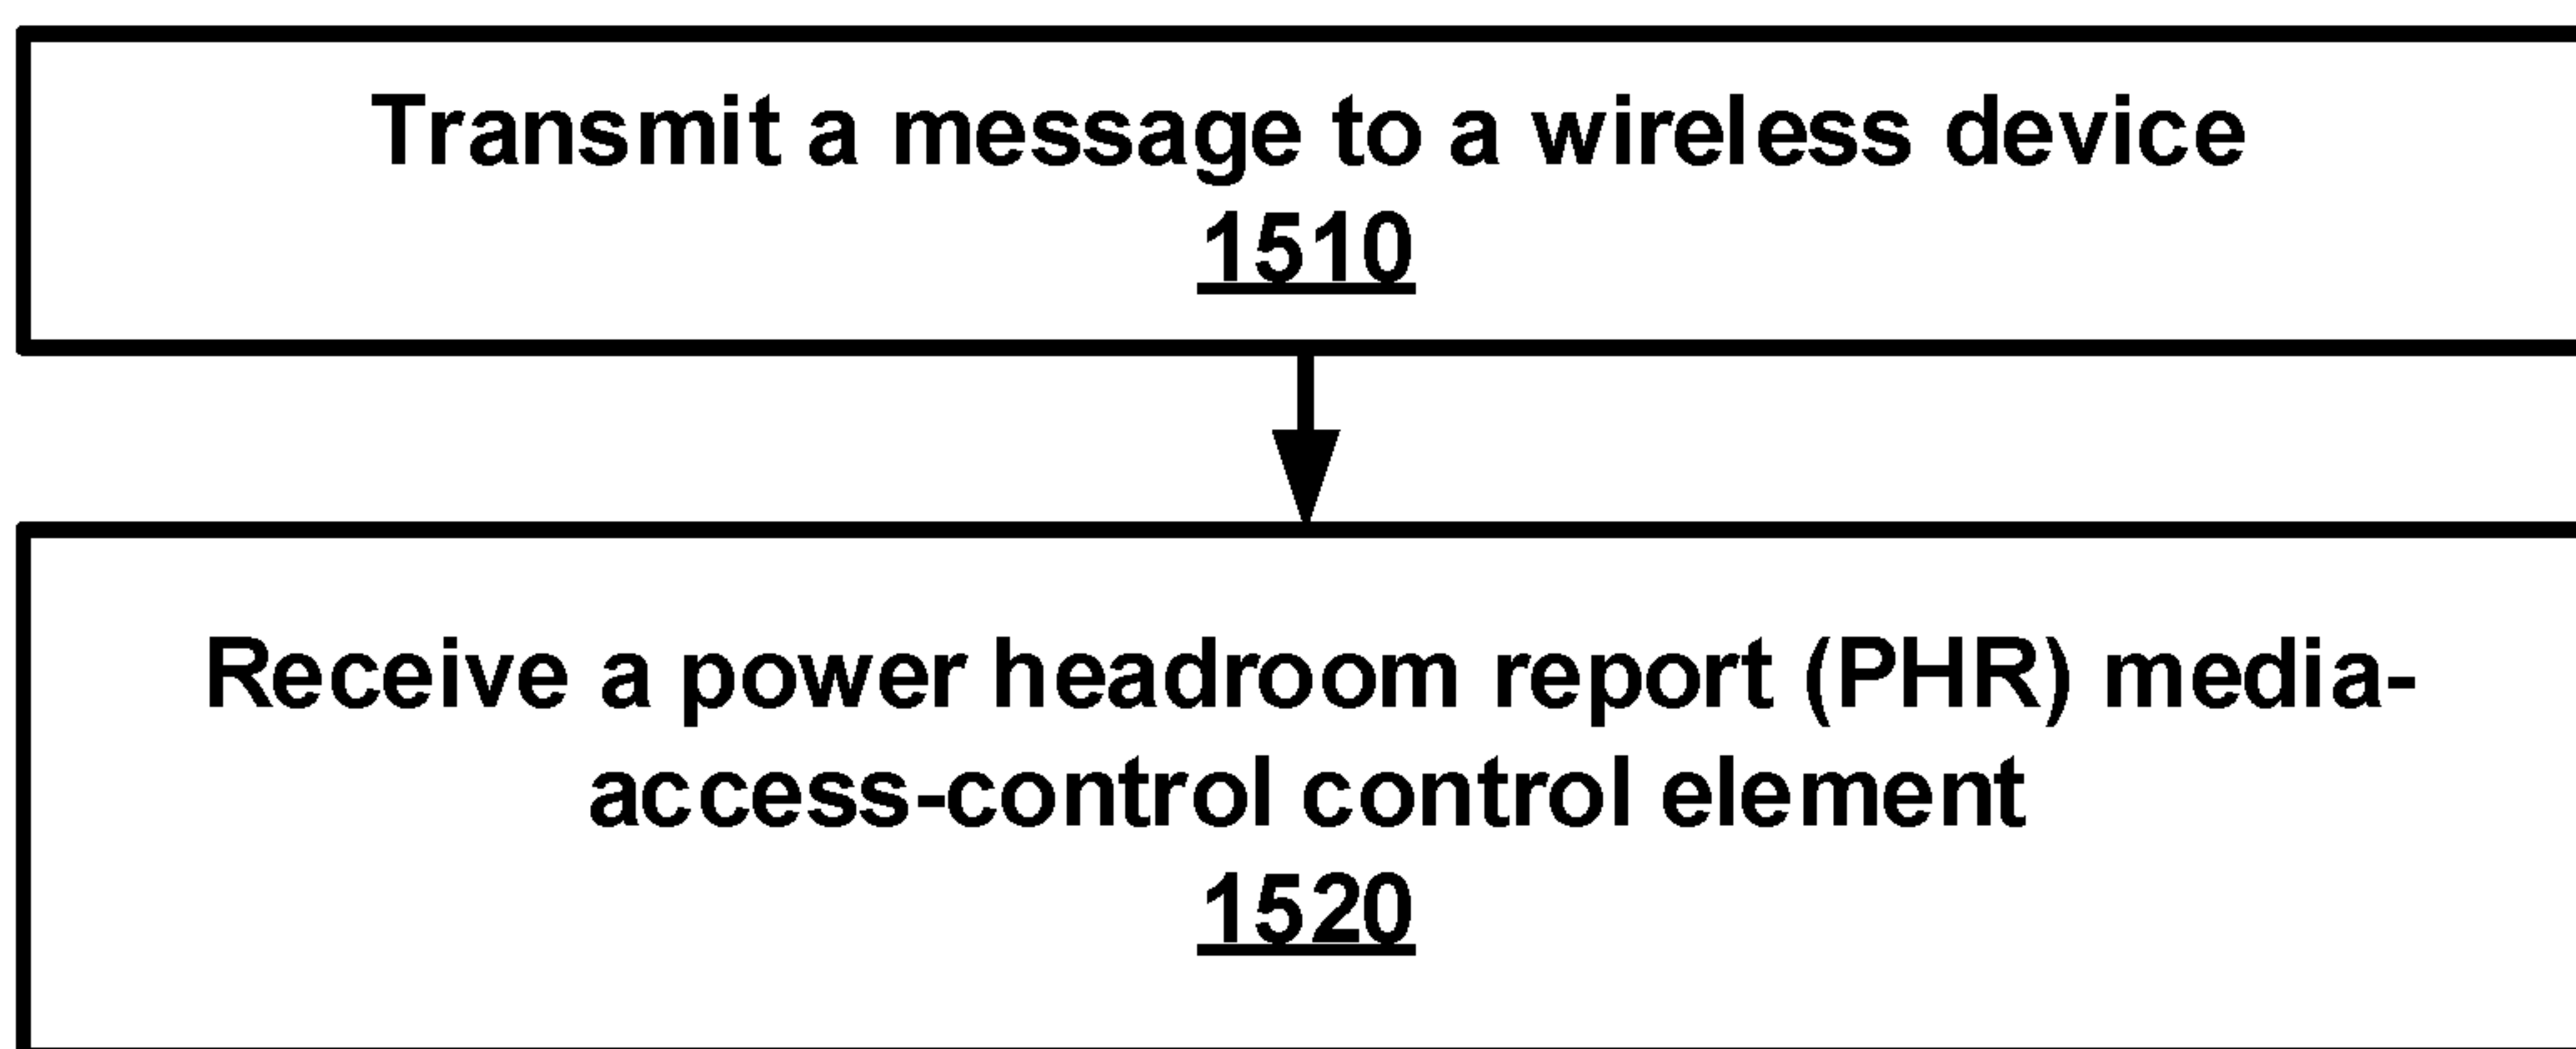 Transmit a message to a wireless device
1510
Receive a power headroom report (PHR) media-
access-control control element
1520